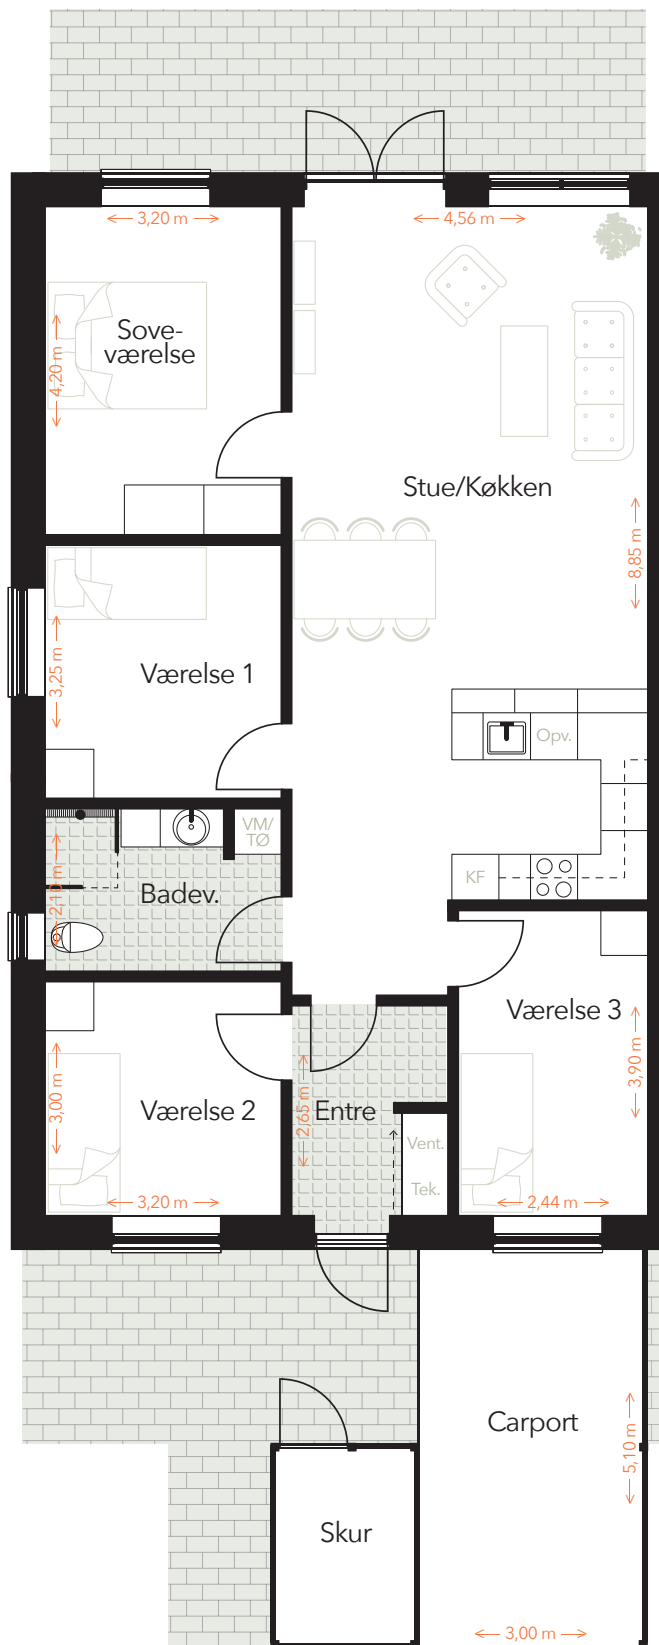 3,20 m
4,56 m
Sove-
værelse
4,20 m
Stue/Køkken
8,85 m
Værelse 1
3,25 m
Opv.
VM/
TØ
KF
Badev.
2,10 m
Værelse 3
3,90 m
Værelse 2
3,00 m
Entre
2,65 m
Vent.
Tek.
3,20 m
2,44 m
Carport
5,10 m
Skur
3,00 m